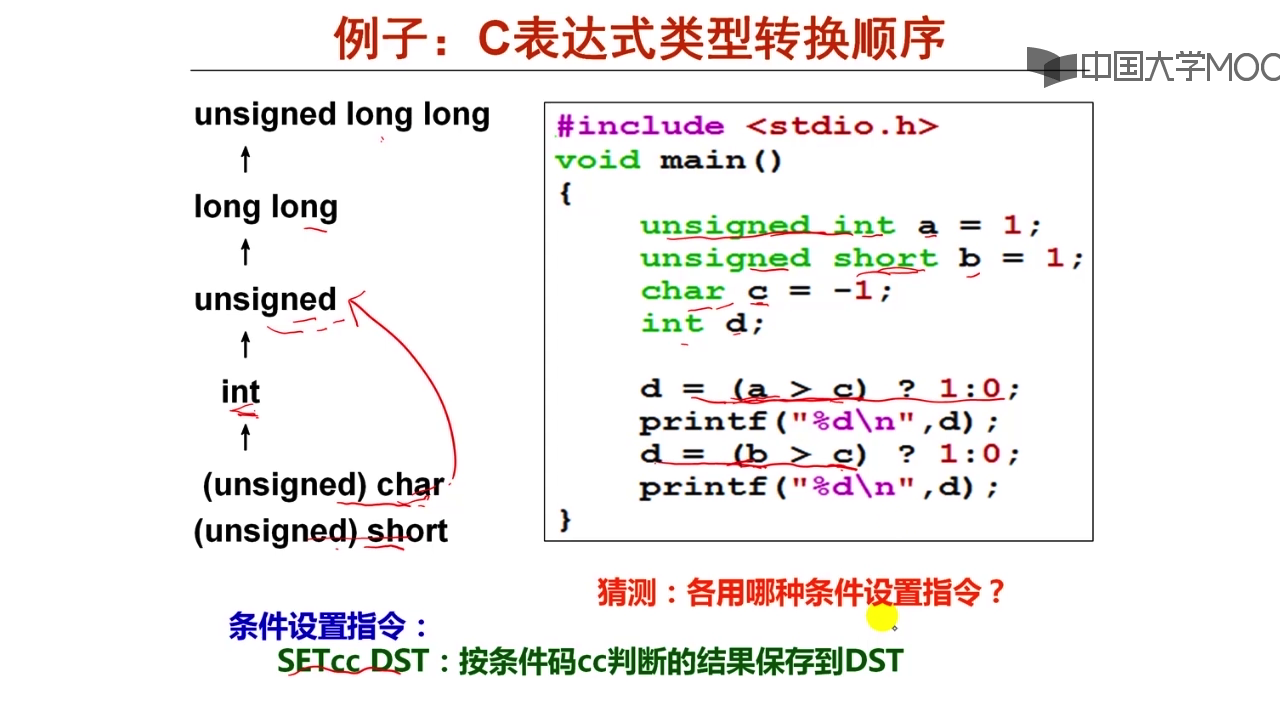 例子：C表达式类型转换顺序
中国大学MOO
unsigned long long
↑
long long
↑
unsigned
↑
int
↑
(unsigned) char
(unsigned) short
#include <stdio.h>
void main()
{
unsigned int a = 1;
unsigned short b = 1;
char c = -1;
int d;
d = (a > c) ? 1:0;
printf("%d\n",d);
d = (b > c) ? 1:0;
printf("%d\n",d);
}
猜测：各用哪种条件设置指令？
条件设置指令：
SETcc DST：按条件码cc判断的结果保存到DST